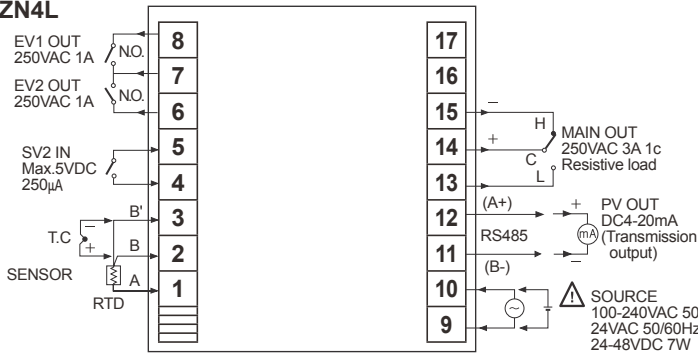 ZN4L
EV1 OUT
250VAC 1A
N.O.
EV2 OUT
250VAC 1A
N.O.
SV2 IN
Max.5VDC
250µA
B'
T.C
−
+
B
SENSOR
A
RTD
8
7
6
5
4
3
2
1
17
16
15
14
13
12
11
10
9
−
H
+
C
L
MAIN OUT
250VAC 3A 1c
Resistive load
(A+)
RS485
(B-)
+
mA
−
PV OUT
DC4-20mA
(Transmission
output)
SOURCE
100-240VAC 50
24VAC 50/60Hz
24-48VDC 7W